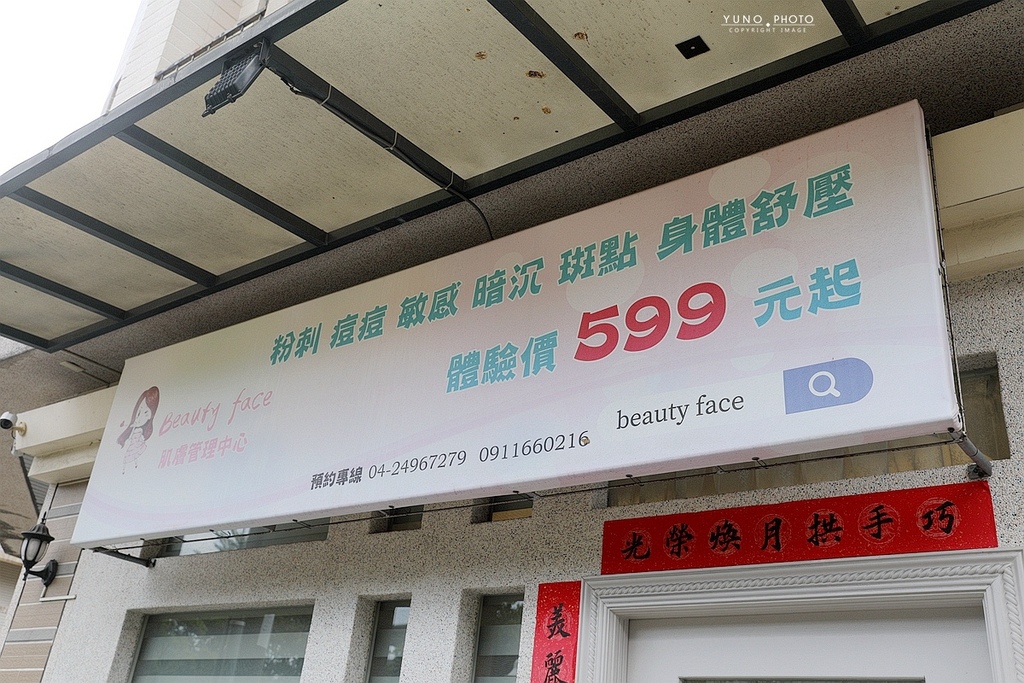 YUNO PHOTO
COPYRIGHT IMAGE
粉刺 痘痘 敏感 暗沉 斑點 身體舒壓
體驗價 599 元起
Beauty face
肌膚管理中心
beauty face
預約專線 04-24967279 0911660216
巧手拱月煥榮光
美麗